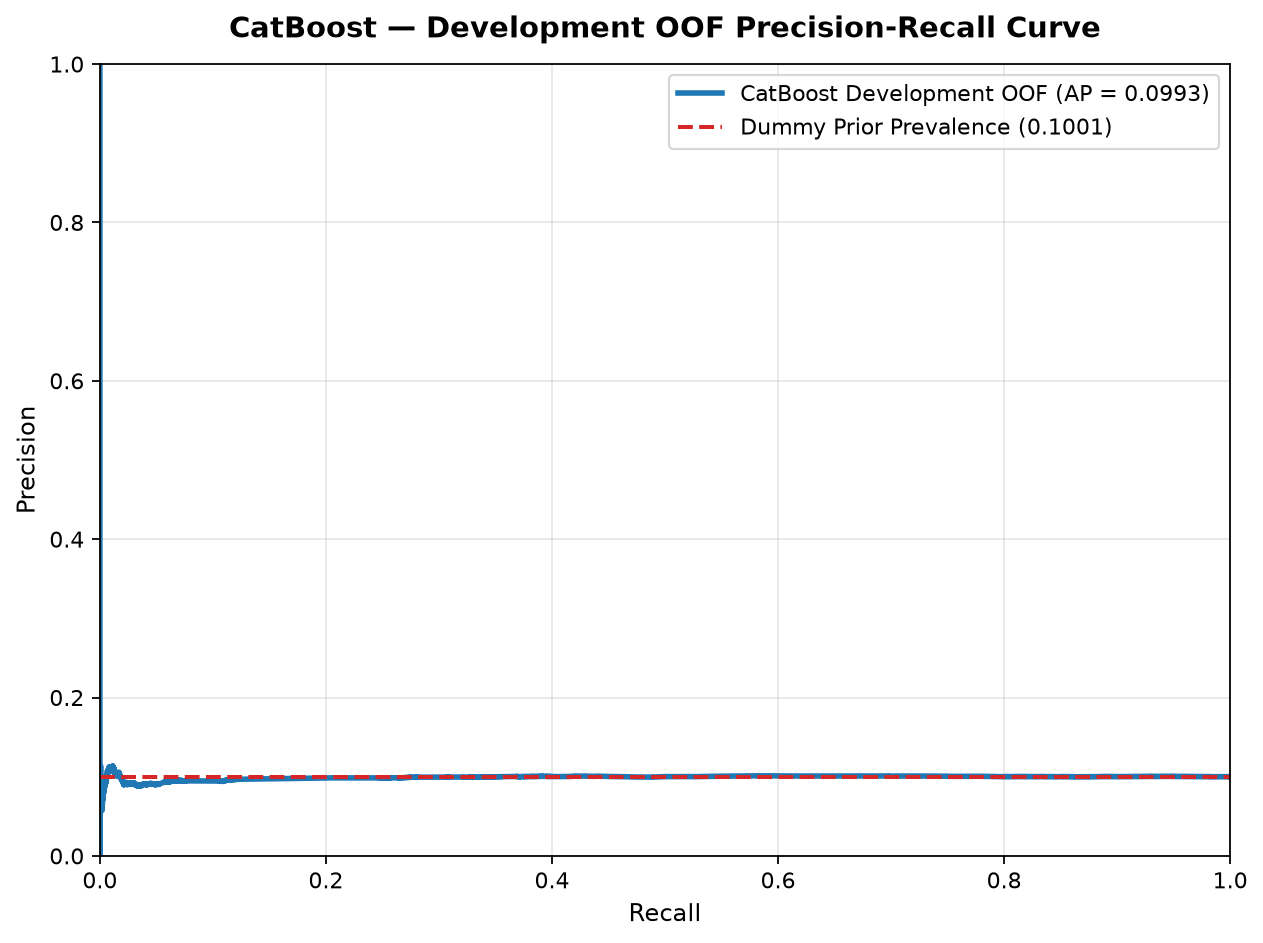 CatBoost — Development OOF Precision-Recall Curve
CatBoost Development OOF (AP = 0.0993)
Dummy Prior Prevalence (0.1001)
Precision
1.0
0.8
0.6
0.4
0.2
0.0
0.0 0.2 0.4 0.6 0.8 1.0
Recall